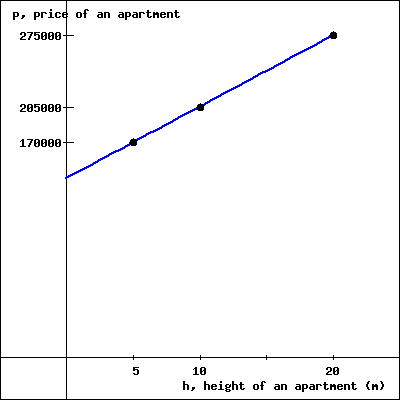 p, price of an apartment
275000
205000
170000
5 10 20
h, height of an apartment (m)